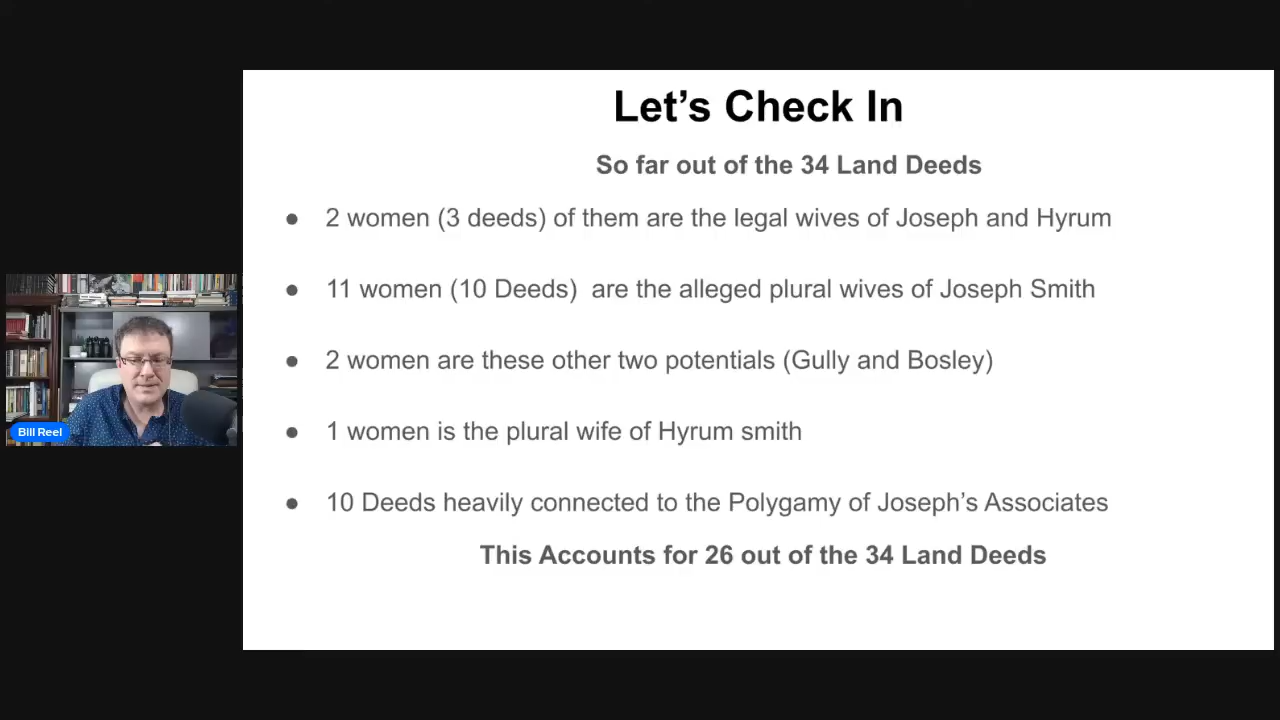 Let's Check In
So far out of the 34 Land Deeds
● 2 women (3 deeds) of them are the legal wives of Joseph and Hyrum
● 11 women (10 Deeds)  are the alleged plural wives of Joseph Smith
● 2 women are these other two potentials (Gully and Bosley)
● 1 women is the plural wife of Hyrum smith
● 10 Deeds heavily connected to the Polygamy of Joseph's Associates
This Accounts for 26 out of the 34 Land Deeds
Bill Reel